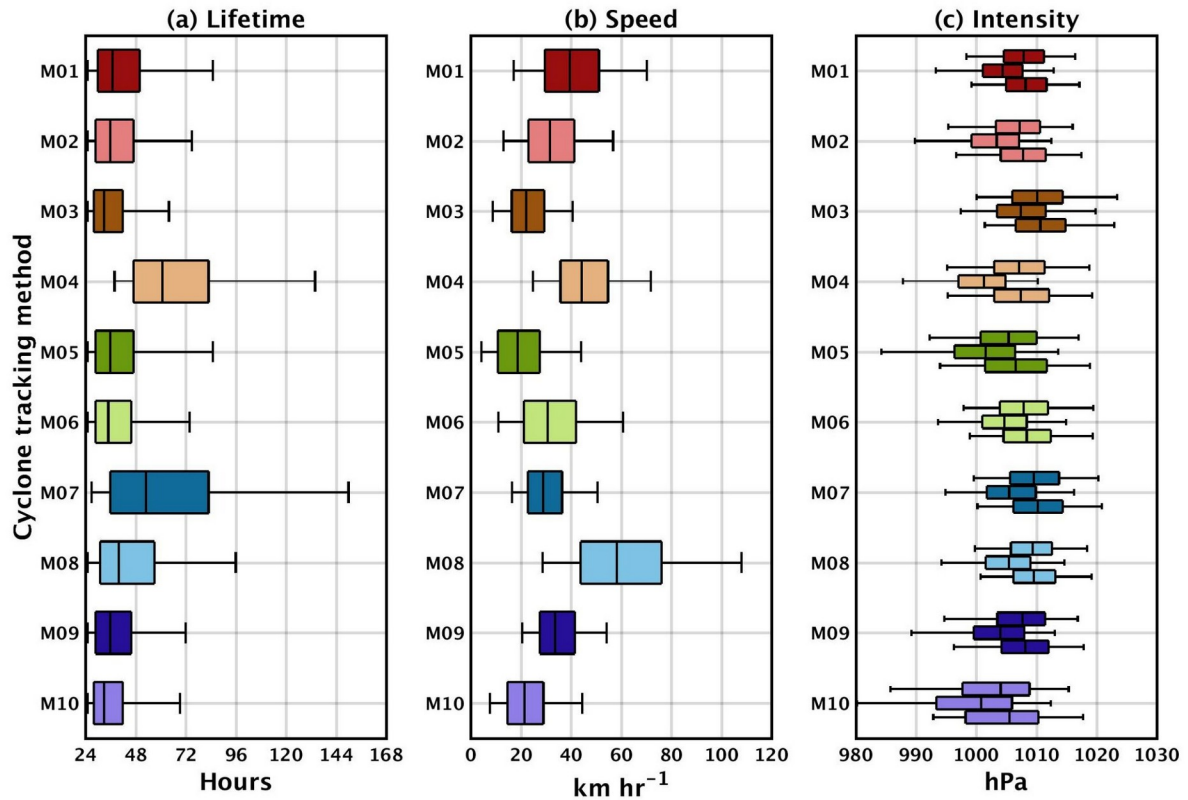 (a) Lifetime
(b) Speed
(c) Intensity
Cyclone tracking method
M01
M02
M03
M04
M05
M06
M07
M08
M09
M10
24 48 72 96 120 144 168
Hours
M01
M02
M03
M04
M05
M06
M07
M08
M09
M10
0 20 40 60 80 100 120
km hr⁻¹
M01
M02
M03
M04
M05
M06
M07
M08
M09
M10
980 990 1000 1010 1020 1030
hPa